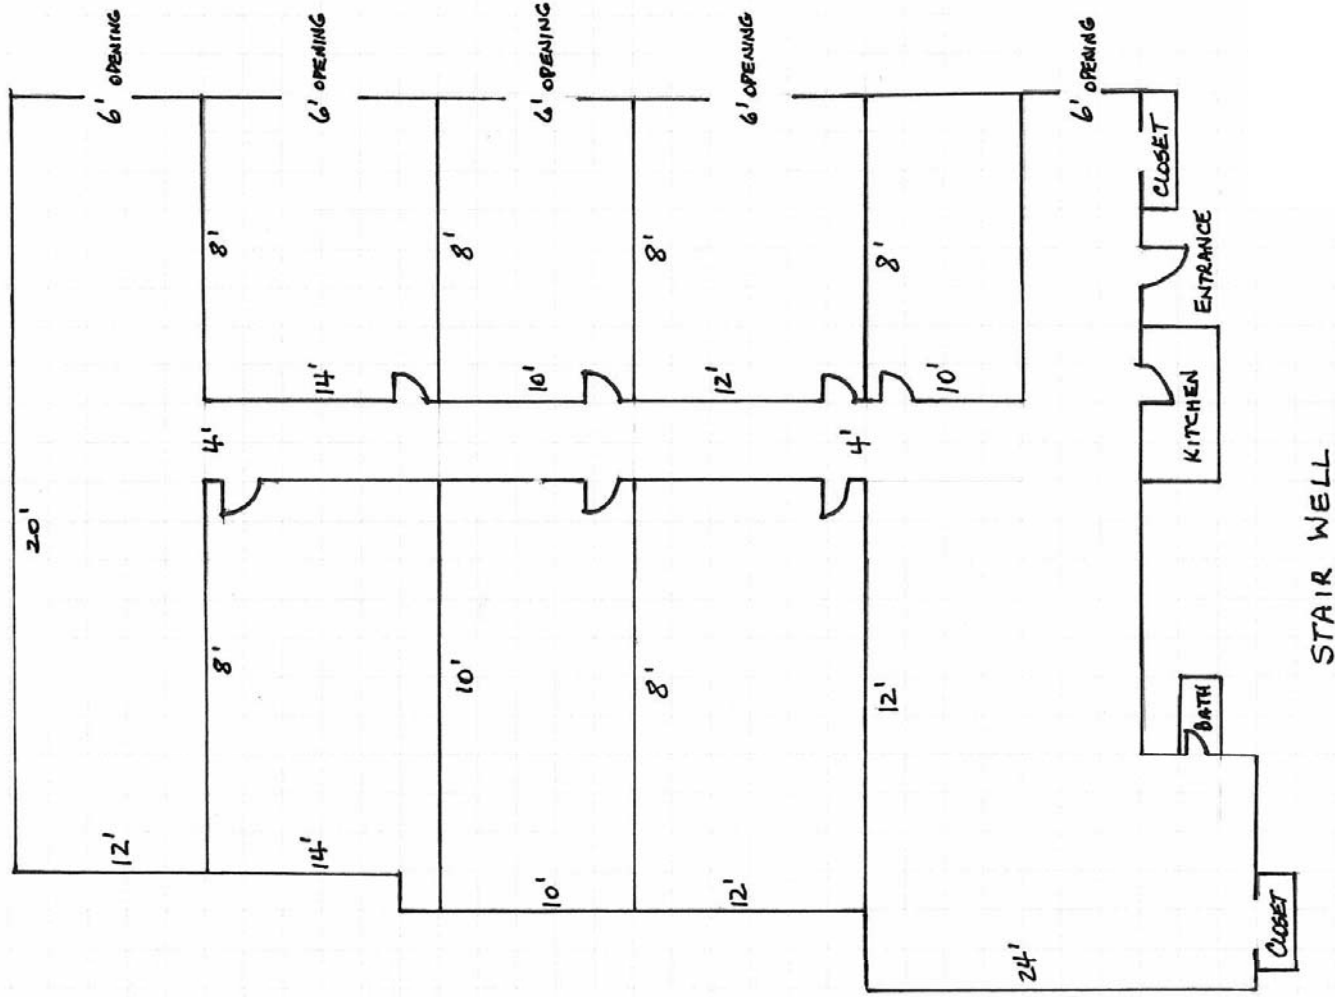 6' OPENING
6' OPENING
6' OPENING
6' OPENING
6' OPENING
8'
8'
8'
8'
CLOSET
ENTRANCE
14'
10'
12'
10'
KITCHEN
4'
4'
20'
8'
10'
8'
12'
BATH
STAIR WELL
12'
14'
10'
12'
24'
CLOSET